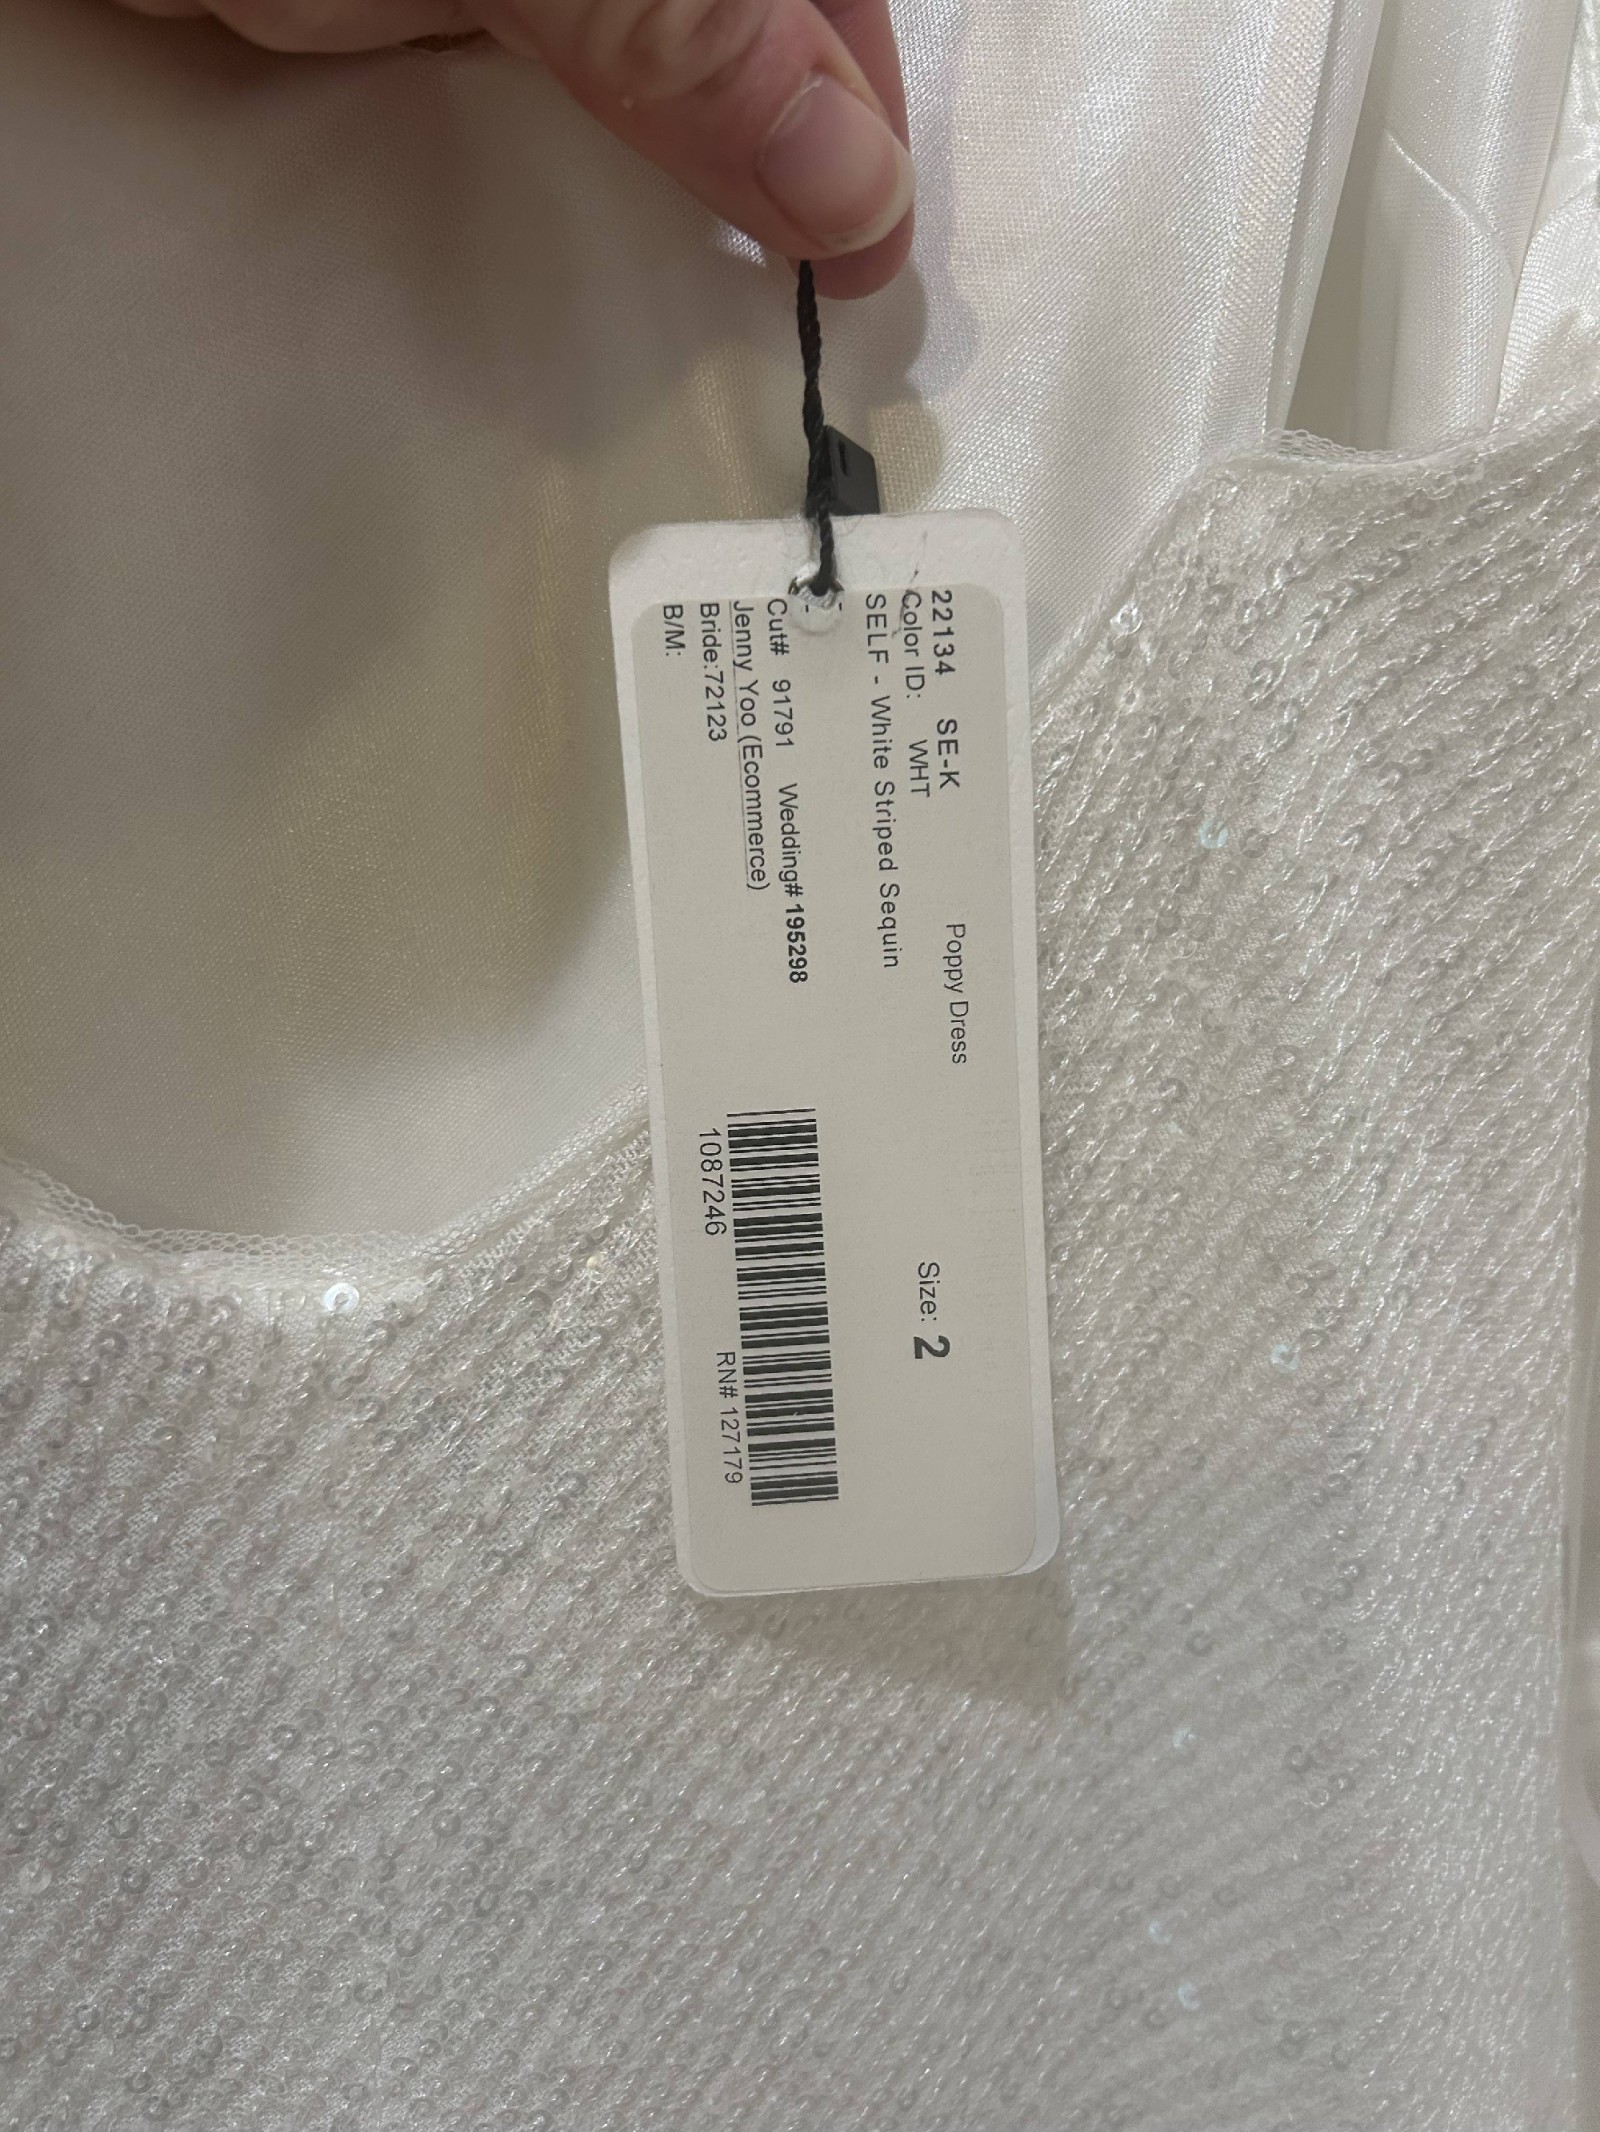 22134 SE-K Poppy Dress
Color ID: WHT Size: 2
SELF - White Striped Sequin
- -
Cut# 91791 Wedding# 195298
Jenny Yoo (Ecommerce)
Bride:72123 1087246 RN# 127179
B/M: